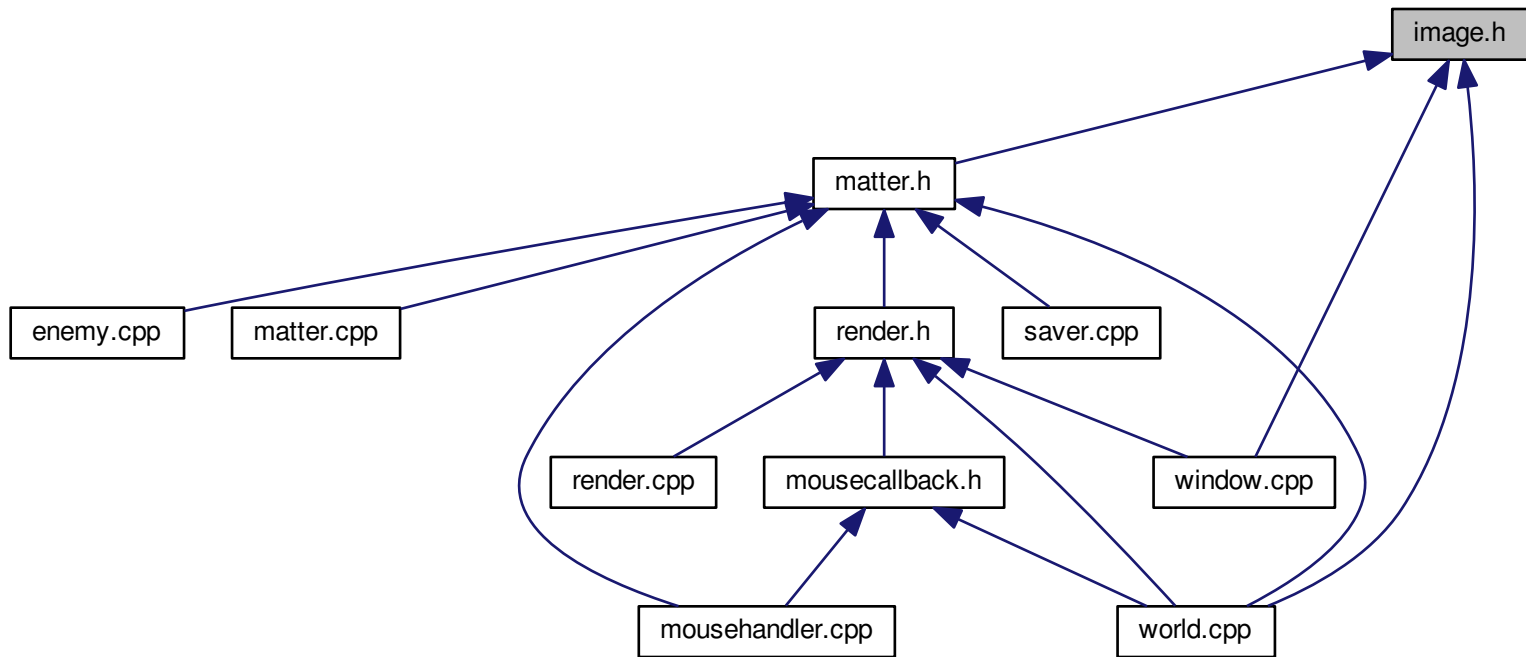 image.h
matter.h
enemy.cpp
matter.cpp
render.h
saver.cpp
render.cpp
mousecallback.h
window.cpp
mousehandler.cpp
world.cpp